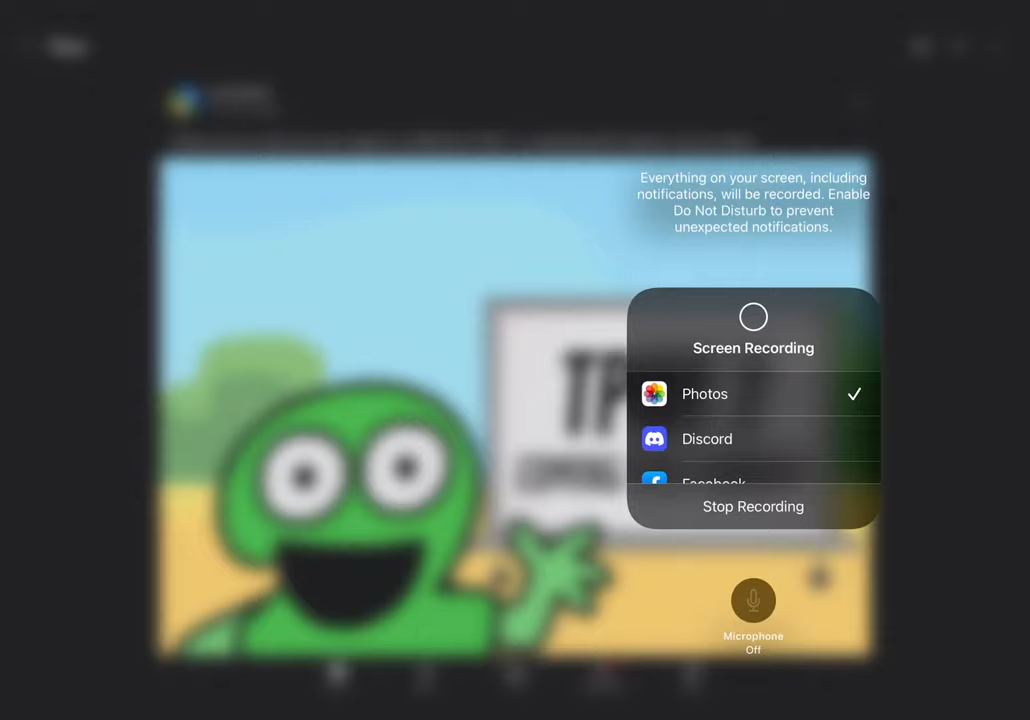 Everything on your screen, including
notifications, will be recorded. Enable
Do Not Disturb to prevent
unexpected notifications.
Screen Recording
Photos
Discord
Facebook
Stop Recording
Microphone
Off